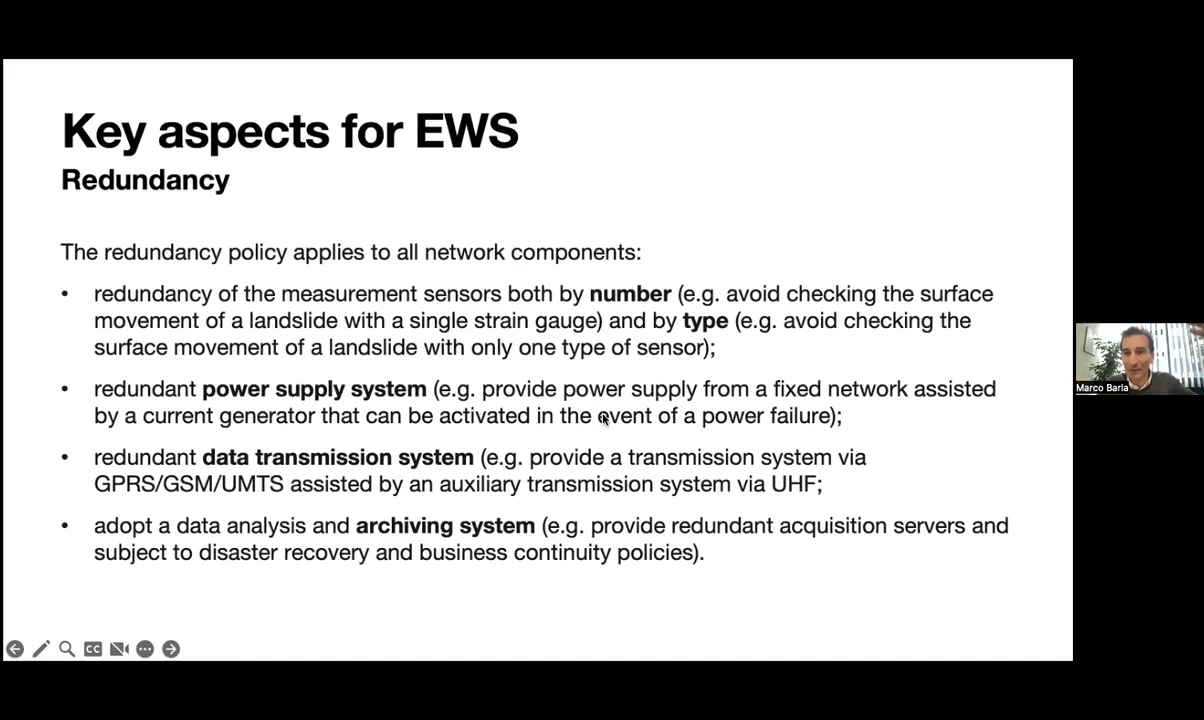 Key aspects for EWS
Redundancy
The redundancy policy applies to all network components:
• redundancy of the measurement sensors both by number (e.g. avoid checking the surface
movement of a landslide with a single strain gauge) and by type (e.g. avoid checking the
surface movement of a landslide with only one type of sensor);
• redundant power supply system (e.g. provide power supply from a fixed network assisted
by a current generator that can be activated in the event of a power failure);
• redundant data transmission system (e.g. provide a transmission system via
GPRS/GSM/UMTS assisted by an auxiliary transmission system via UHF;
• adopt a data analysis and archiving system (e.g. provide redundant acquisition servers and
subject to disaster recovery and business continuity policies).
Marco Barla
CC